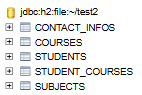 jdbc:h2:file:~/test2
CONTACT_INFOS
COURSES
STUDENTS
STUDENT_COURSES
SUBJECTS